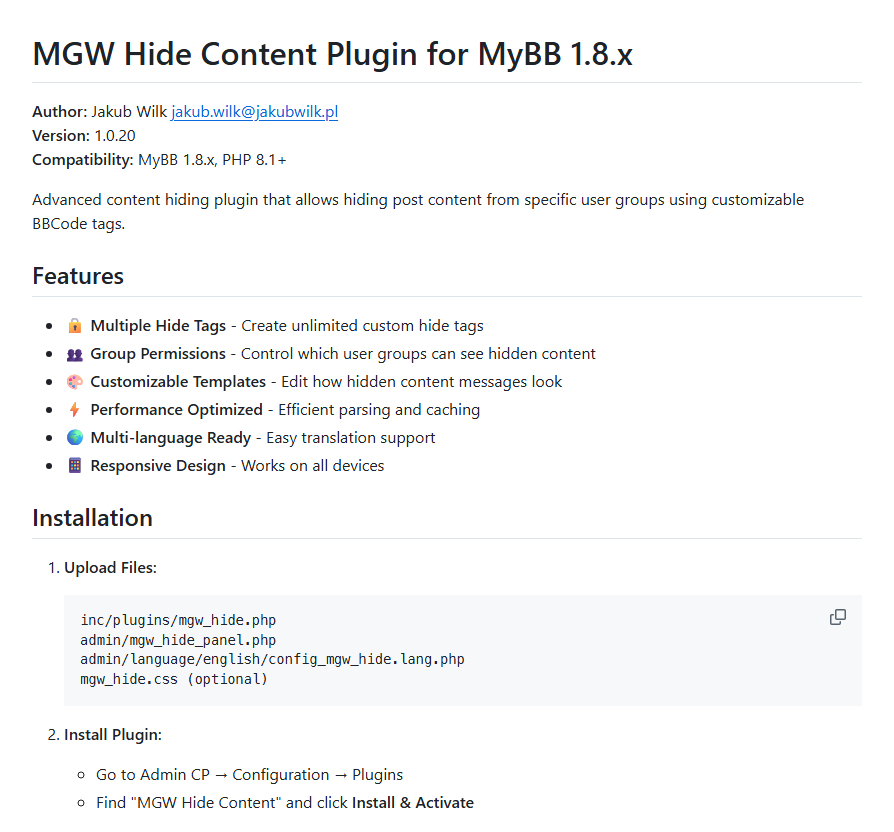 MGW Hide Content Plugin for MyBB 1.8.x
Author: Jakub Wilk jakub.wilk@jakubwilk.pl
Version: 1.0.20
Compatibility: MyBB 1.8.x, PHP 8.1+
Advanced content hiding plugin that allows hiding post content from specific user groups using customizable
BBCode tags.
Features
• 🔒 Multiple Hide Tags - Create unlimited custom hide tags
• 👥 Group Permissions - Control which user groups can see hidden content
• 🎨 Customizable Templates - Edit how hidden content messages look
• ⚡ Performance Optimized - Efficient parsing and caching
• 🌍 Multi-language Ready - Easy translation support
• 📱 Responsive Design - Works on all devices
Installation
1. Upload Files:
inc/plugins/mgw_hide.php
admin/mgw_hide_panel.php
admin/language/english/config_mgw_hide.lang.php
mgw_hide.css (optional)
2. Install Plugin:
○ Go to Admin CP → Configuration → Plugins
○ Find "MGW Hide Content" and click Install & Activate